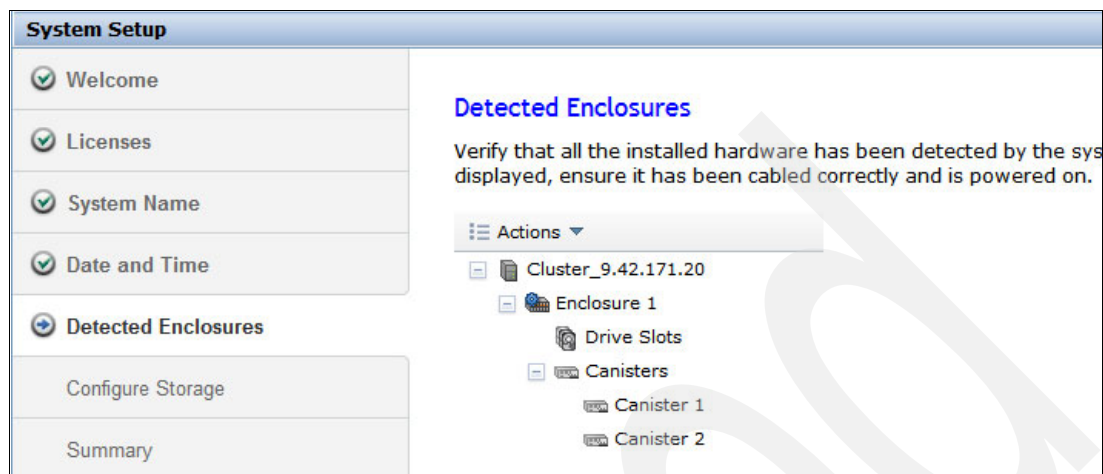 System Setup
Welcome
Licenses
System Name
Date and Time
Detected Enclosures
Configure Storage
Summary
Detected Enclosures
Verify that all the installed hardware has been detected by the sys
displayed, ensure it has been cabled correctly and is powered on.
Actions
Cluster_9.42.171.20
Enclosure 1
Drive Slots
Canisters
Canister 1
Canister 2